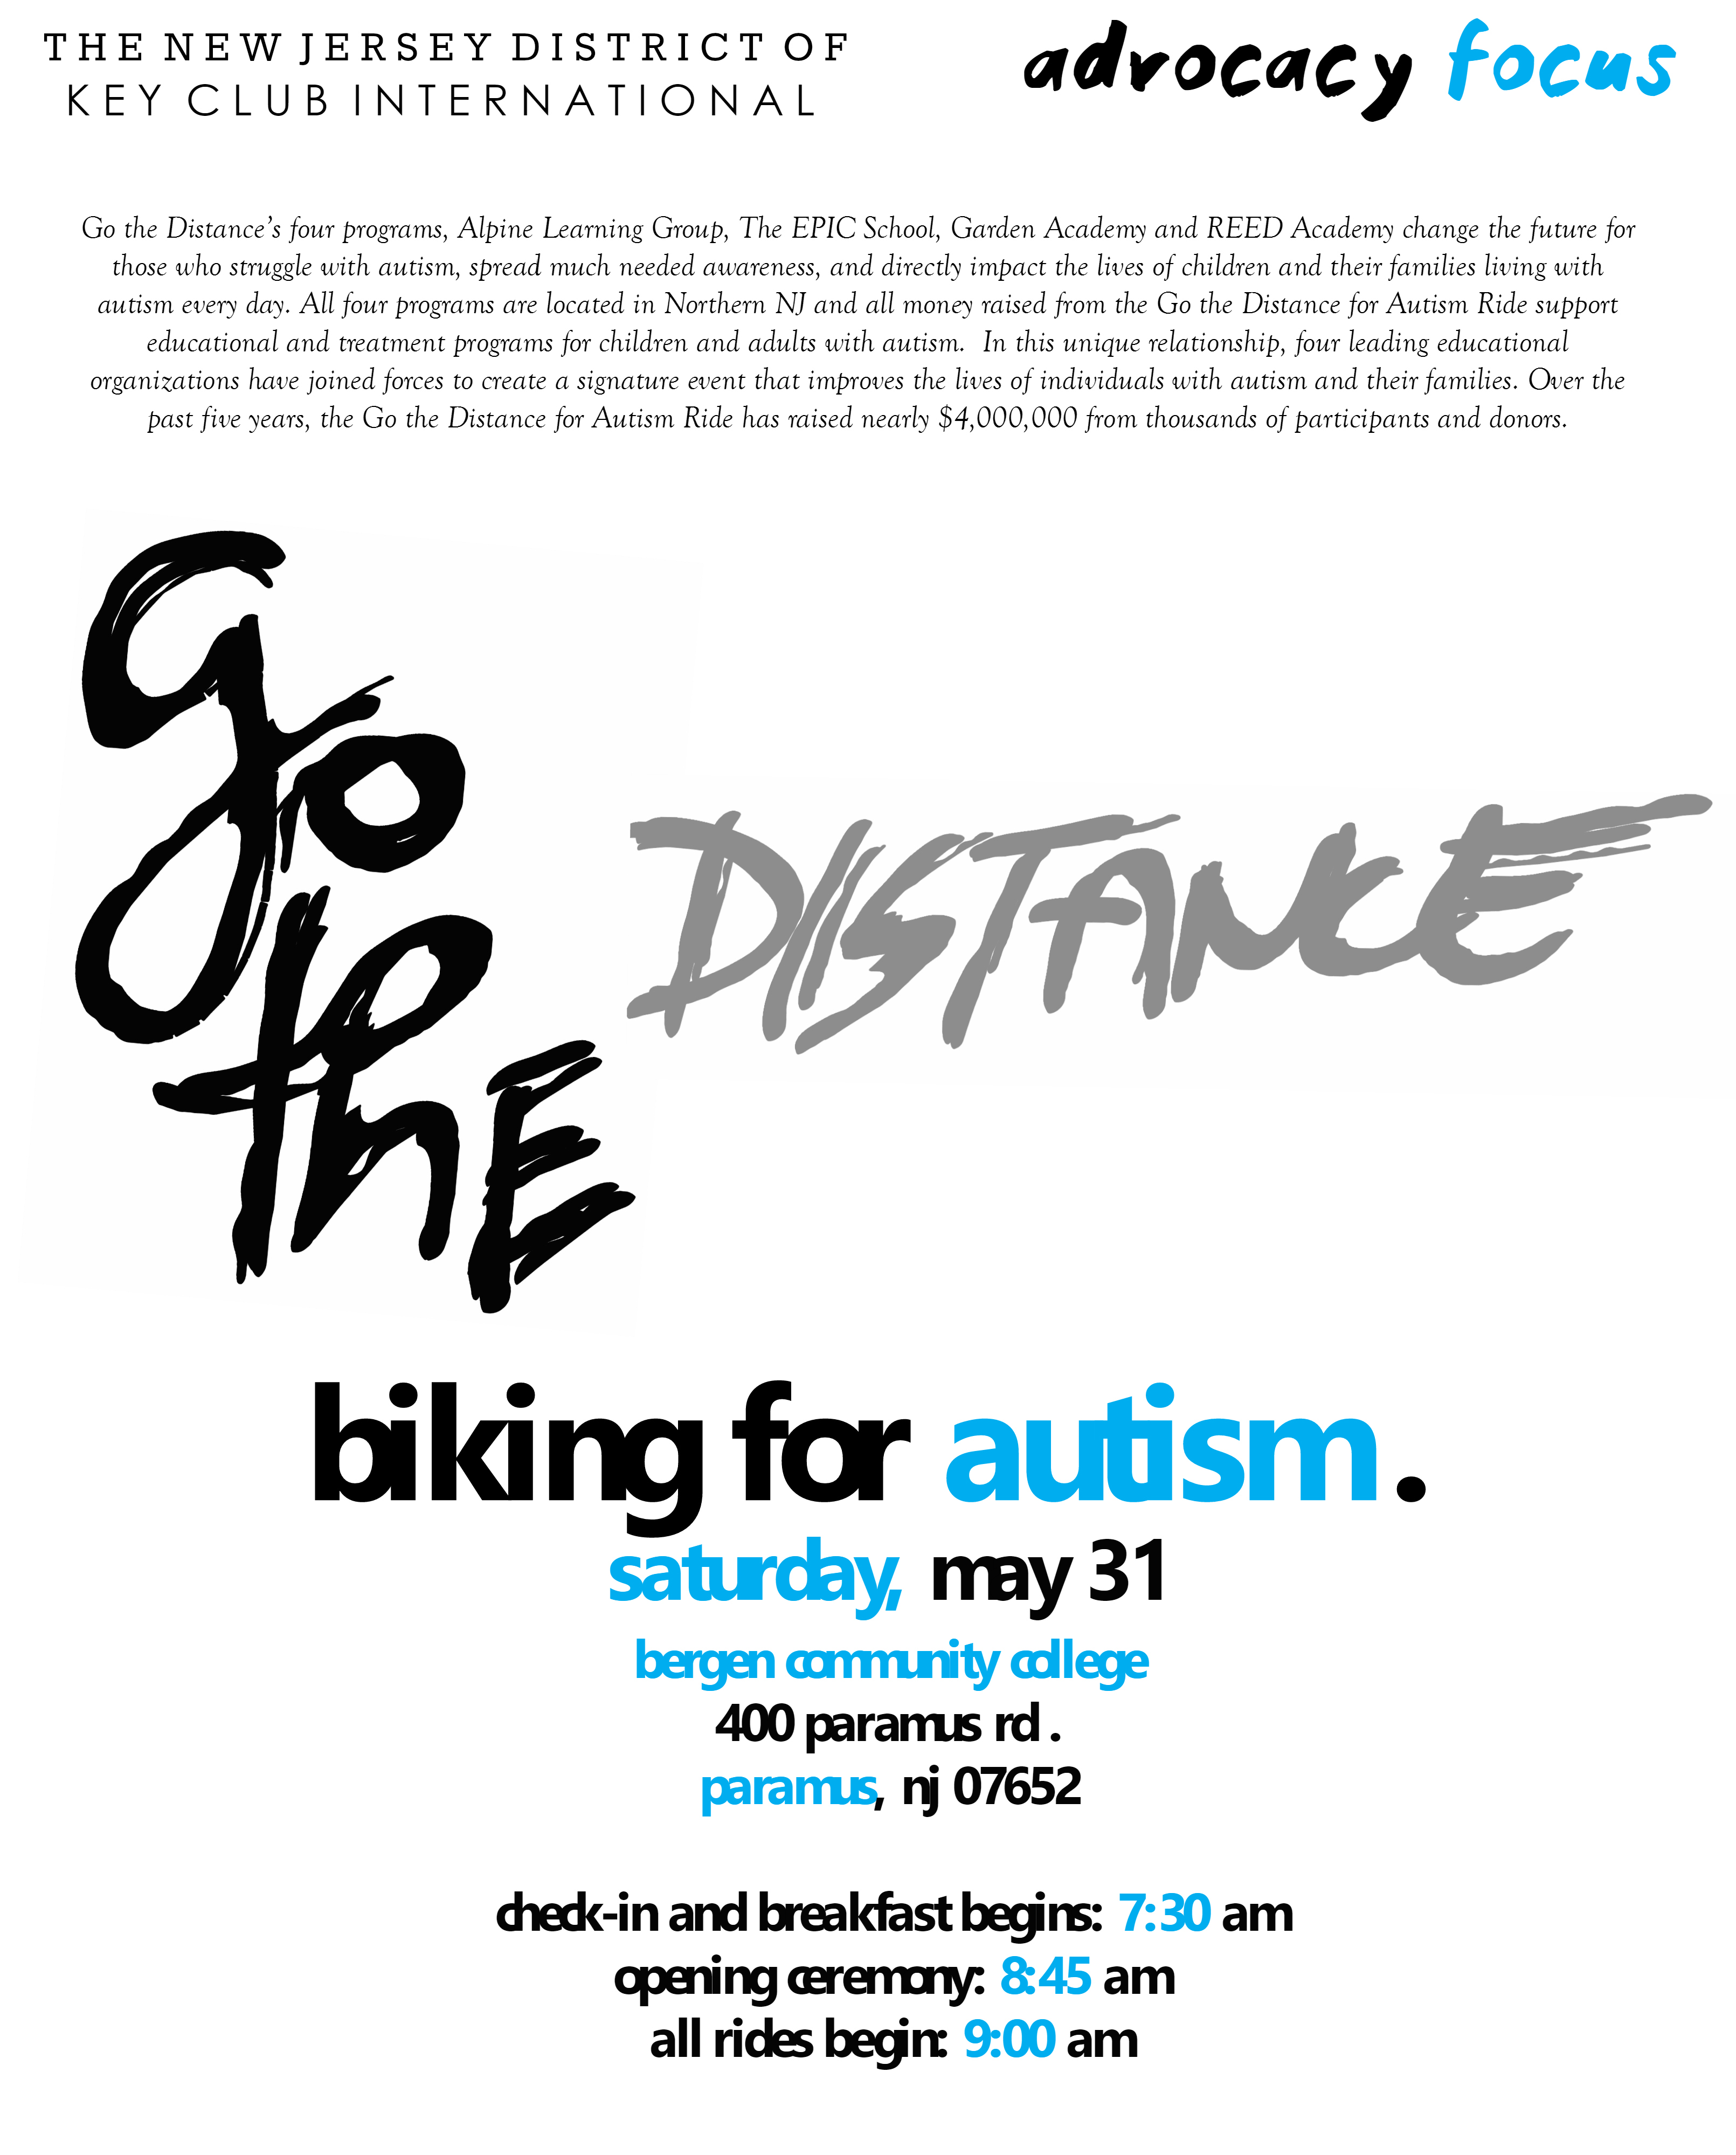 THE NEW JERSEY DISTRICT OF
KEY CLUB INTERNATIONAL
advocacy focus
Go the Distance’s four programs, Alpine Learning Group, The EPIC School, Garden Academy and REED Academy change the future for
those who struggle with autism, spread much needed awareness, and directly impact the lives of children and their families living with
autism every day. All four programs are located in Northern NJ and all money raised from the Go the Distance for Autism Ride support
educational and treatment programs for children and adults with autism.  In this unique relationship, four leading educational
organizations have joined forces to create a signature event that improves the lives of individuals with autism and their families. Over the
past five years, the Go the Distance for Autism Ride has raised nearly $4,000,000 from thousands of participants and donors.
go
thE
DISTANCE
biking for autism.
saturday, may 31
bergen community college
400 paramus rd.
paramus, nj 07652
check-in and breakfast begins: 7:30 am
opening ceremony: 8:45 am
all rides begin: 9:00 am